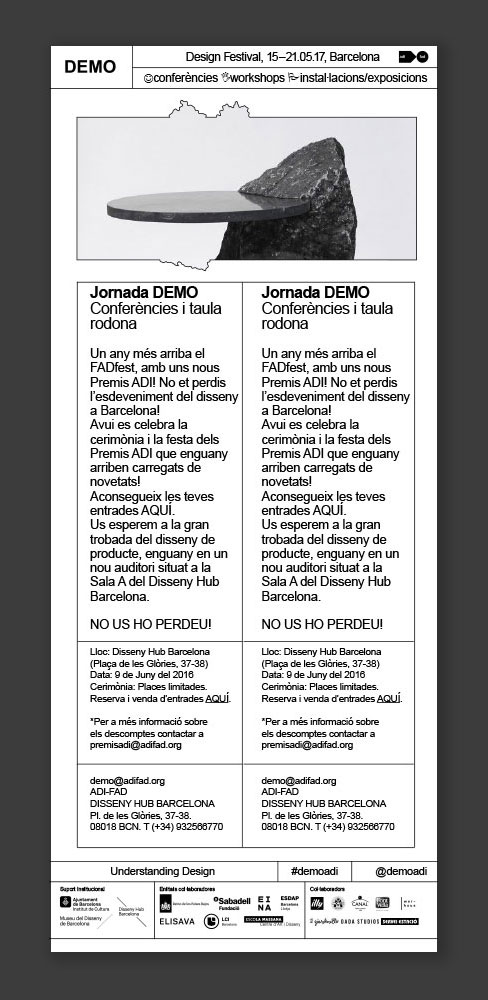 DEMO
Design Festival, 15–21.05.17, Barcelona
conferències workshops instal·lacions/exposicions
Jornada DEMO
Conferències i taula
rodona
Un any més arriba el
FADfest, amb uns nous
Premis ADI! No et perdis
l'esdeveniment del disseny
a Barcelona!
Avui es celebra la
cerimònia i la festa dels
Premis ADI que enguany
arriben carregats de
novetats!
Aconsegueix les teves
entrades AQUÍ.
Us esperem a la gran
trobada del disseny de
producte, enguany en un
nou auditori situat a la
Sala A del Disseny Hub
Barcelona.
NO US HO PERDEU!
Lloc: Disseny Hub Barcelona
(Plaça de les Glòries, 37-38)
Data: 9 de Juny del 2016
Cerimònia: Places limitades.
Reserva i venda d'entrades AQUÍ.
*Per a més informació sobre
els descomptes contactar a
premisadi@adifad.org
demo@adifad.org
ADI-FAD
DISSENY HUB BARCELONA
Pl. de les Glòries, 37-38.
08018 BCN. T (+34) 932566770
Jornada DEMO
Conferències i taula
rodona
Un any més arriba el
FADfest, amb uns nous
Premis ADI! No et perdis
l'esdeveniment del disseny
a Barcelona!
Avui es celebra la
cerimònia i la festa dels
Premis ADI que enguany
arriben carregats de
novetats!
Aconsegueix les teves
entrades AQUÍ.
Us esperem a la gran
trobada del disseny de
producte, enguany en un
nou auditori situat a la
Sala A del Disseny Hub
Barcelona.
NO US HO PERDEU!
Lloc: Disseny Hub Barcelona
(Plaça de les Glòries, 37-38)
Data: 9 de Juny del 2016
Cerimònia: Places limitades.
Reserva i venda d'entrades AQUÍ.
*Per a més informació sobre
els descomptes contactar a
premisadi@adifad.org
demo@adifad.org
ADI-FAD
DISSENY HUB BARCELONA
Pl. de les Glòries, 37-38.
08018 BCN. T (+34) 932566770
Understanding Design
#demoadi
@demoadi
Suport Institucional
Ajuntament
de Barcelona
Institut de Cultura
Disseny Hub
Barcelona
Museu del Disseny
de Barcelona
Entitats col·laboradores
Sabadell
Fundació
EI
NA
ESDAP
Barcelona
ELISAVA
LCI
Barcelona
ESCOLA MASSANA
Centre d'Art i Disseny
Col·laboradors
illy
CANAL
DADA STUDIOS
SERVEI ESTACIÓ